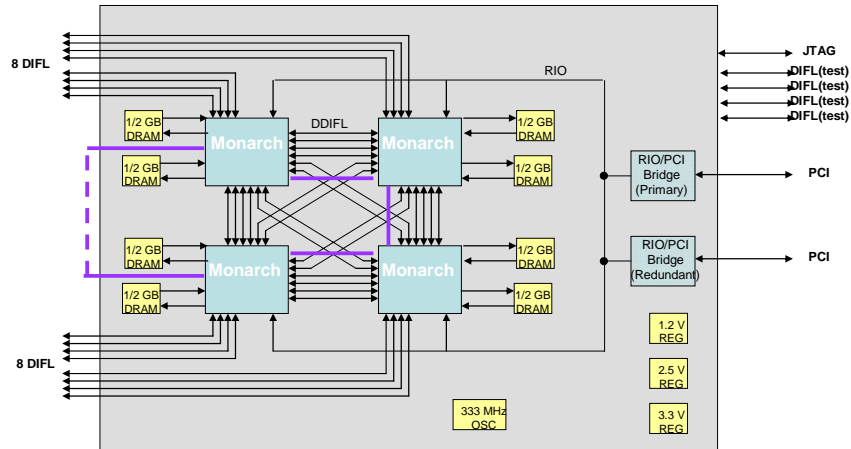 JTAG
8 DIFL
DIFL(test)
RIO
DIFL(test)
DIFL(test)
DIFL(test)
1/2 GB
DRAM
Monarch
DDIFL
Monarch
1/2 GB
DRAM
1/2 GB
DRAM
1/2 GB
DRAM
RIO/PCI
Bridge
(Primary)
PCI
1/2 GB
DRAM
Monarch
Monarch
1/2 GB
DRAM
RIO/PCI
Bridge
(Redundant)
PCI
1/2 GB
DRAM
1/2 GB
DRAM
1.2 V
REG
8 DIFL
2.5 V
REG
333 MHz
OSC
3.3 V
REG